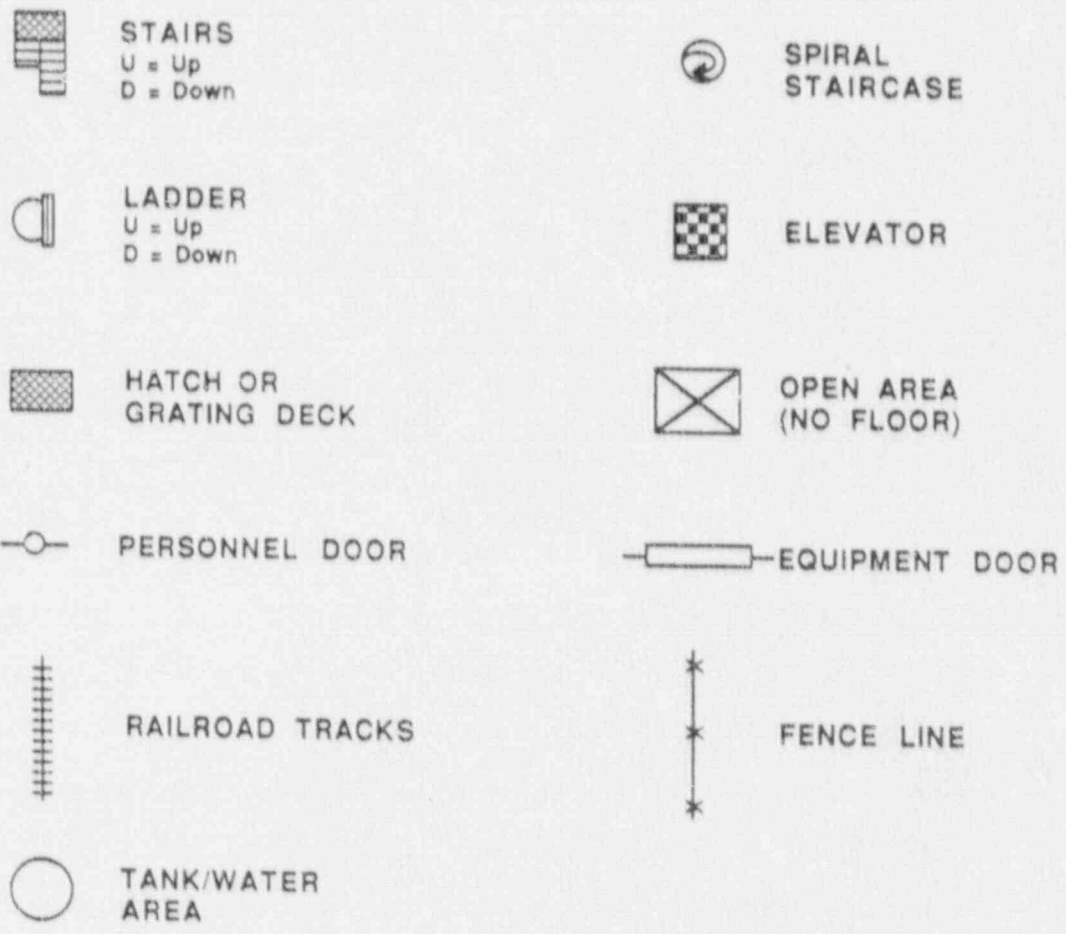 STAIRS
U = Up
D = Down
SPIRAL
STAIRCASE
LADDER
U = Up
D = Down
ELEVATOR
HATCH OR
GRATING DECK
OPEN AREA
(NO FLOOR)
PERSONNEL DOOR
EQUIPMENT DOOR
RAILROAD TRACKS
FENCE LINE
TANK/WATER
AREA